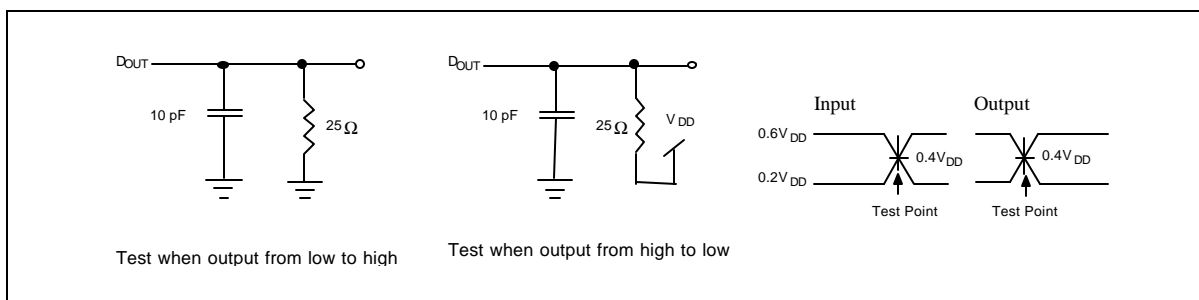 DOUT
10 pF
25Ω
Test when output from low to high
DOUT
10 pF
25Ω
VDD
Test when output from high to low
Input
Output
0.6VDD
0.4VDD
0.4VDD
0.2VDD
Test Point
Test Point